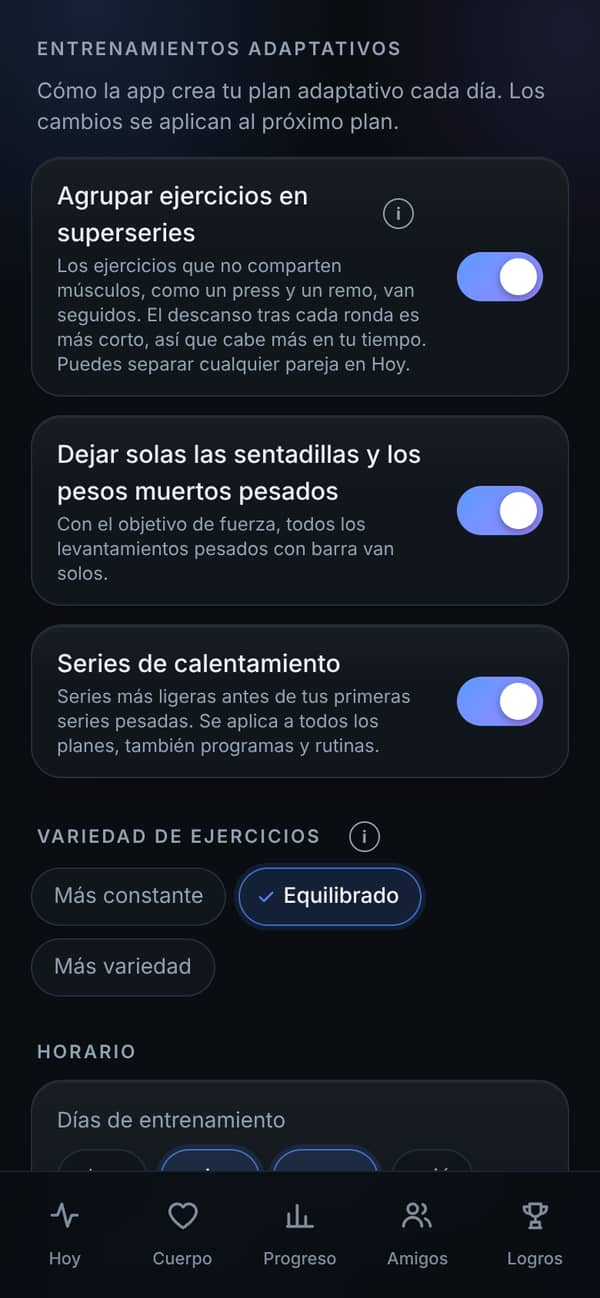 ENTRENAMIENTOS ADAPTATIVOS
Cómo la app crea tu plan adaptativo cada día. Los
cambios se aplican al próximo plan.
Agrupar ejercicios en
superseries
Los ejercicios que no comparten
músculos, como un press y un remo, van
seguidos. El descanso tras cada ronda es
más corto, así que cabe más en tu tiempo.
Puedes separar cualquier pareja en Hoy.
Dejar solas las sentadillas y los
pesos muertos pesados
Con el objetivo de fuerza, todos los
levantamientos pesados con barra van
solos.
Series de calentamiento
Series más ligeras antes de tus primeras
series pesadas. Se aplica a todos los
planes, también programas y rutinas.
VARIEDAD DE EJERCICIOS
Más constante
Equilibrado
Más variedad
HORARIO
Días de entrenamiento
Hoy
Cuerpo
Progreso
Amigos
Logros